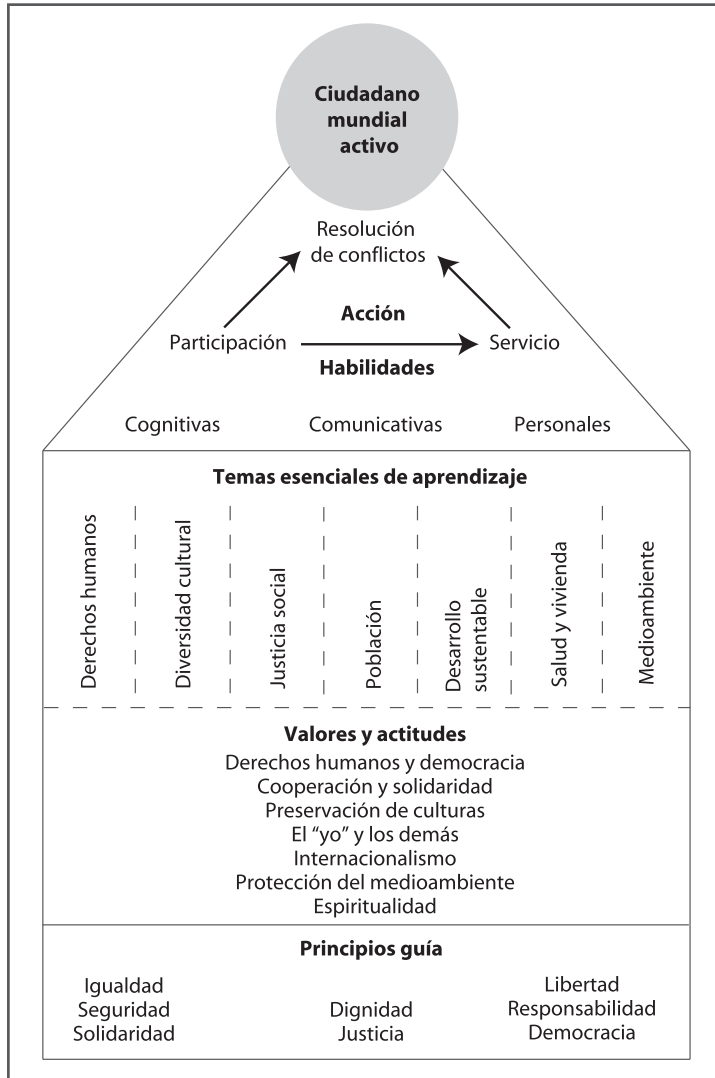 Ciudadano
mundial
activo
Resolución
de conflictos
Acción
Participación
Servicio
Habilidades
Cognitivas
Comunicativas
Personales
Temas esenciales de aprendizaje
Derechos humanos
Diversidad cultural
Justicia social
Población
Desarrollo
sustentable
Salud y vivienda
Medioambiente
Valores y actitudes
Derechos humanos y democracia
Cooperación y solidaridad
Preservación de culturas
El “yo” y los demás
Internacionalismo
Protección del medioambiente
Espiritualidad
Principios guía
Igualdad
Seguridad
Solidaridad
Dignidad
Justicia
Libertad
Responsabilidad
Democracia